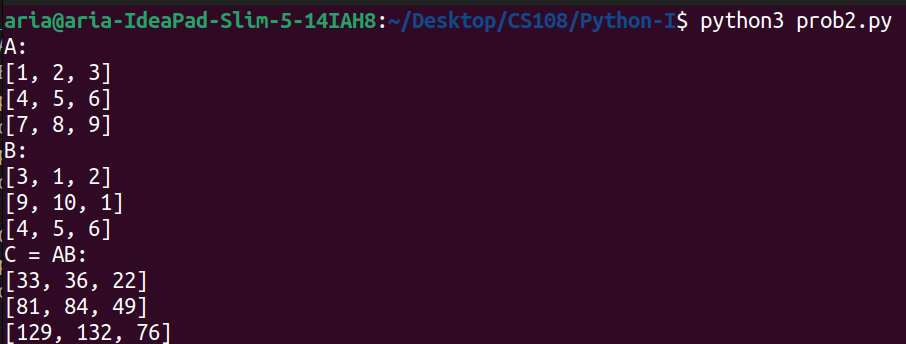 aria@aria-IdeaPad-Slim-5-14IAH8:~/Desktop/CS108/Python-I$ python3 prob2.py
A:
[1, 2, 3]
[4, 5, 6]
[7, 8, 9]
B:
[3, 1, 2]
[9, 10, 1]
[4, 5, 6]
C = AB:
[33, 36, 22]
[81, 84, 49]
[129, 132, 76]